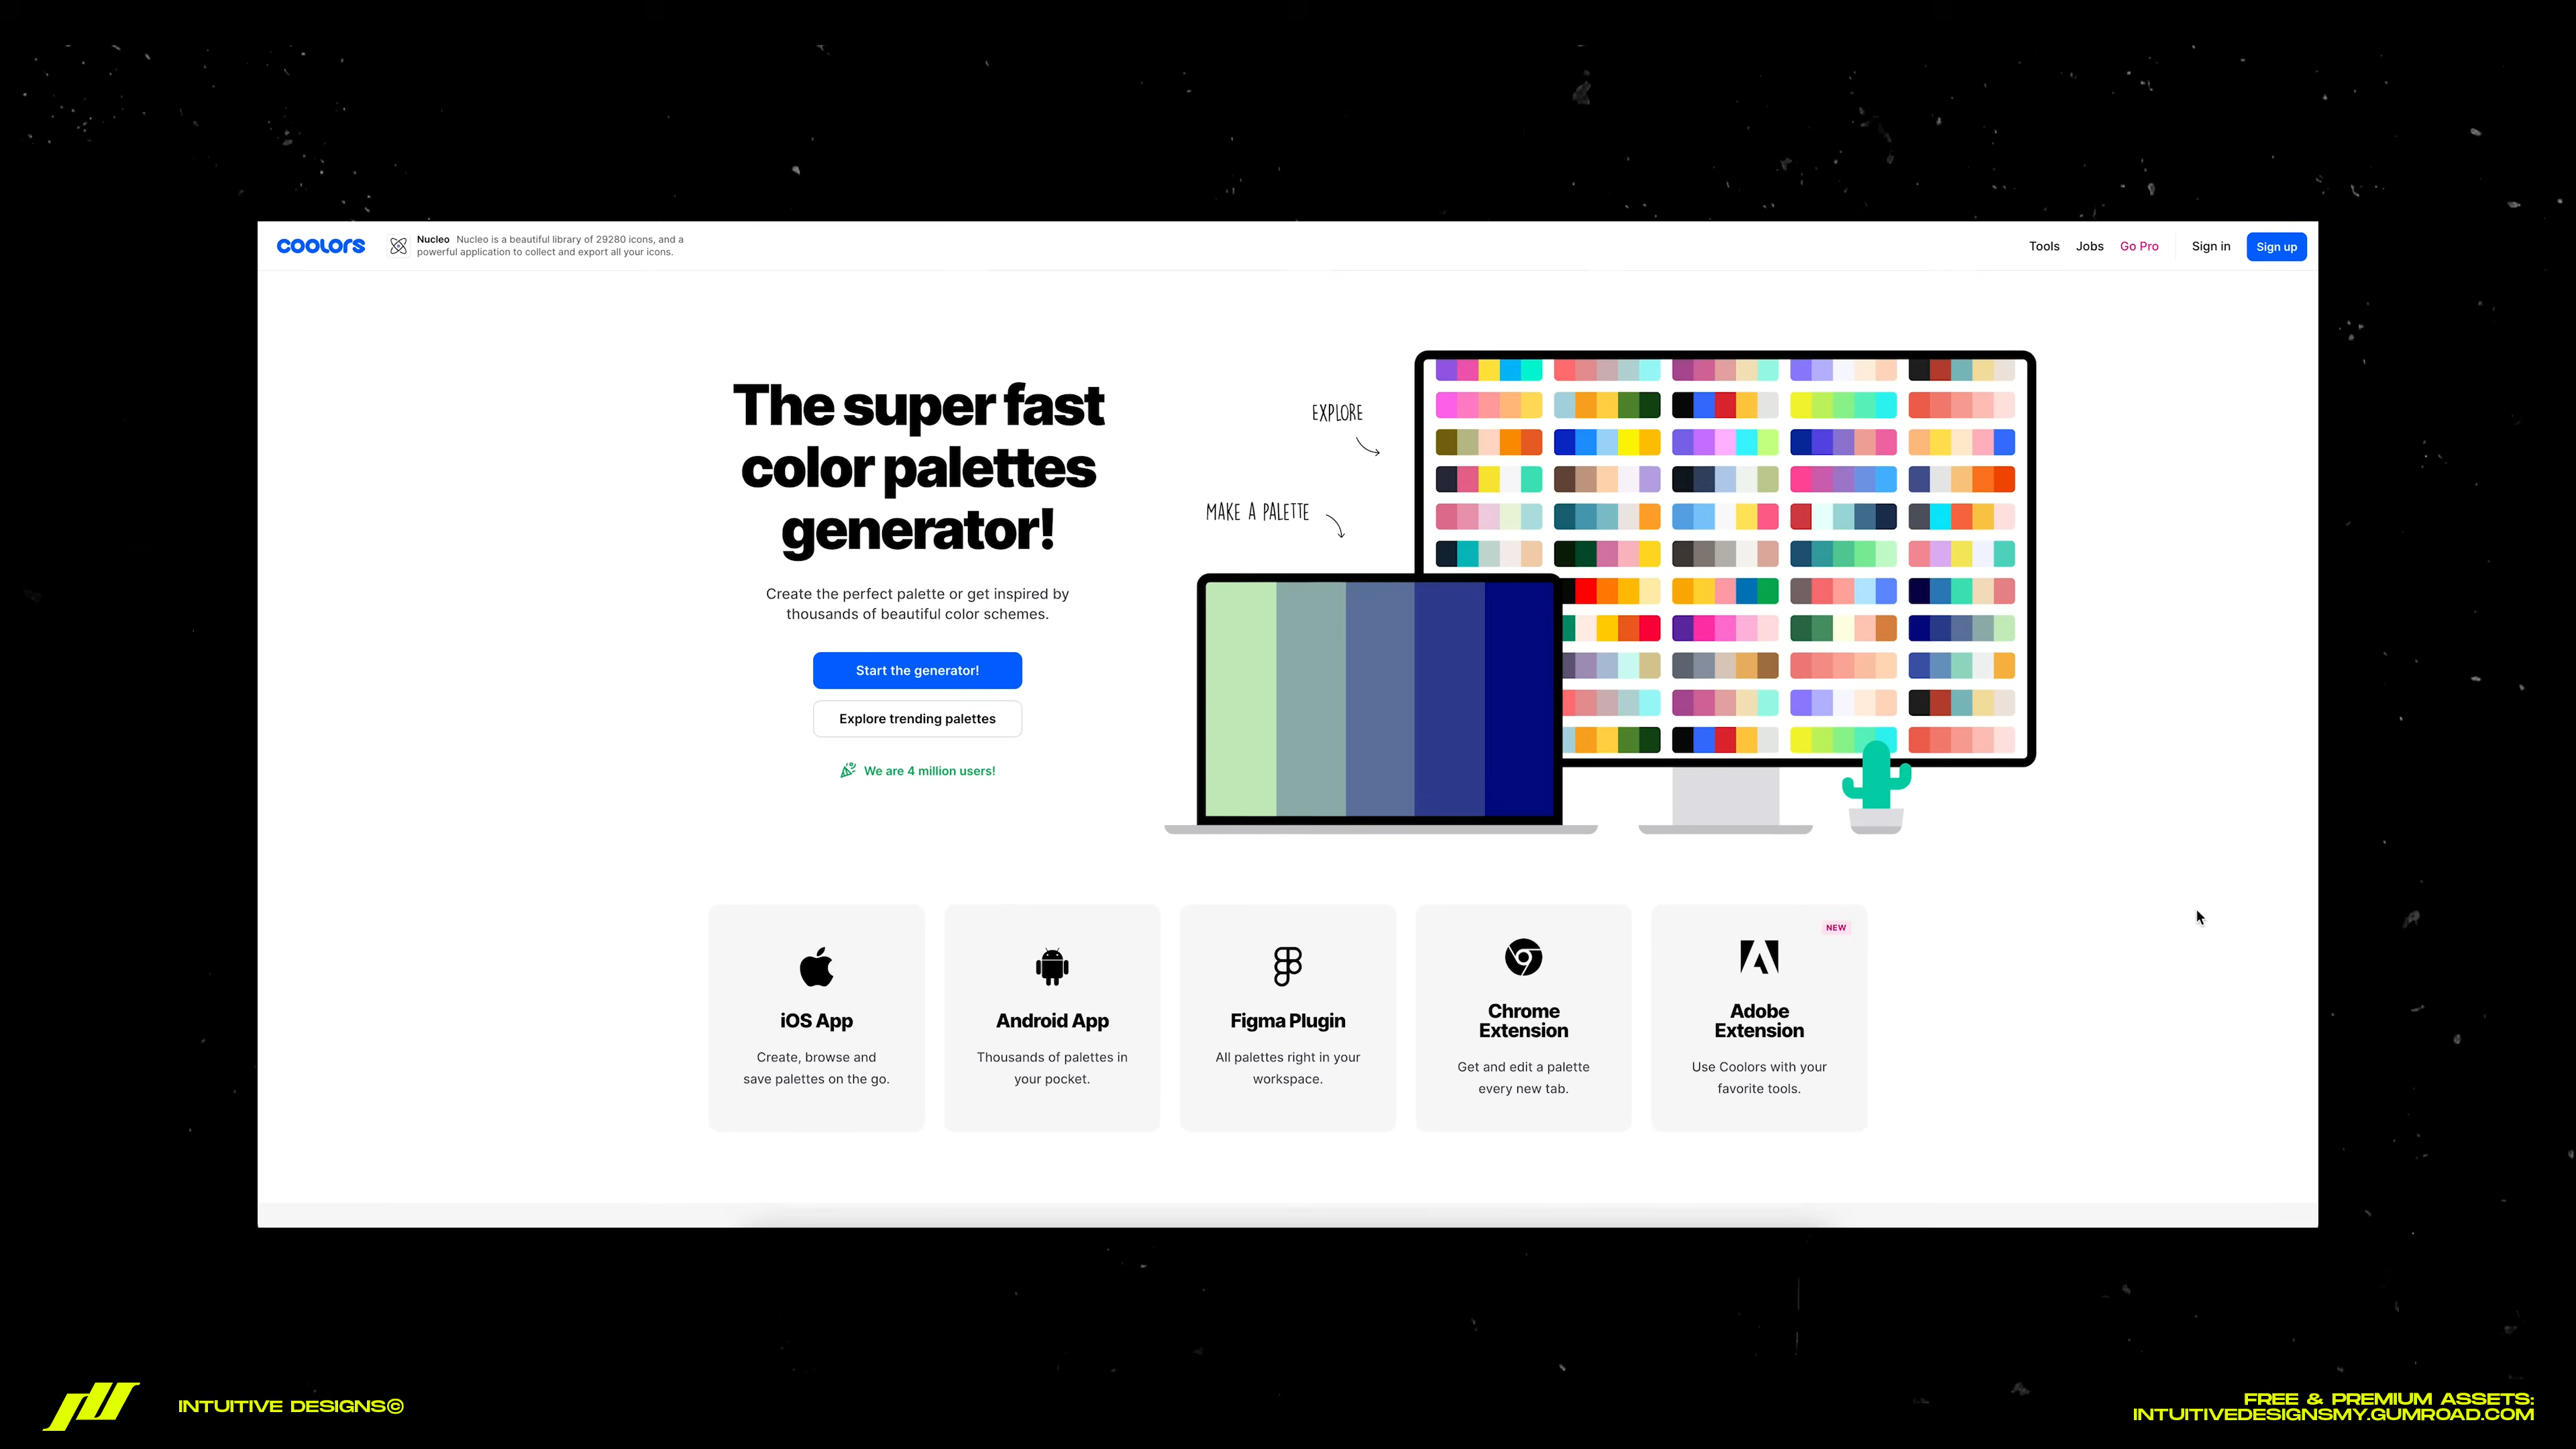 coolors
Nucleo Nucleo is a beautiful library of 29280 icons, and a
powerful application to collect and export all your icons.
Tools Jobs Go Pro Sign in Sign up
The super fast
color palettes
generator!
Create the perfect palette or get inspired by
thousands of beautiful color schemes.
Start the generator!
Explore trending palettes
We are 4 million users!
EXPLORE
MAKE A PALETTE
iOS App
Create, browse and
save palettes on the go.
Android App
Thousands of palettes in
your pocket.
Figma Plugin
All palettes right in your
workspace.
Chrome
Extension
Get and edit a palette
every new tab.
NEW
Adobe
Extension
Use Coolors with your
favorite tools.
INTUITIVE DESIGNS©
FREE & PREMIUM ASSETS:
INTUITIVEDESIGNSMY.GUMROAD.COM